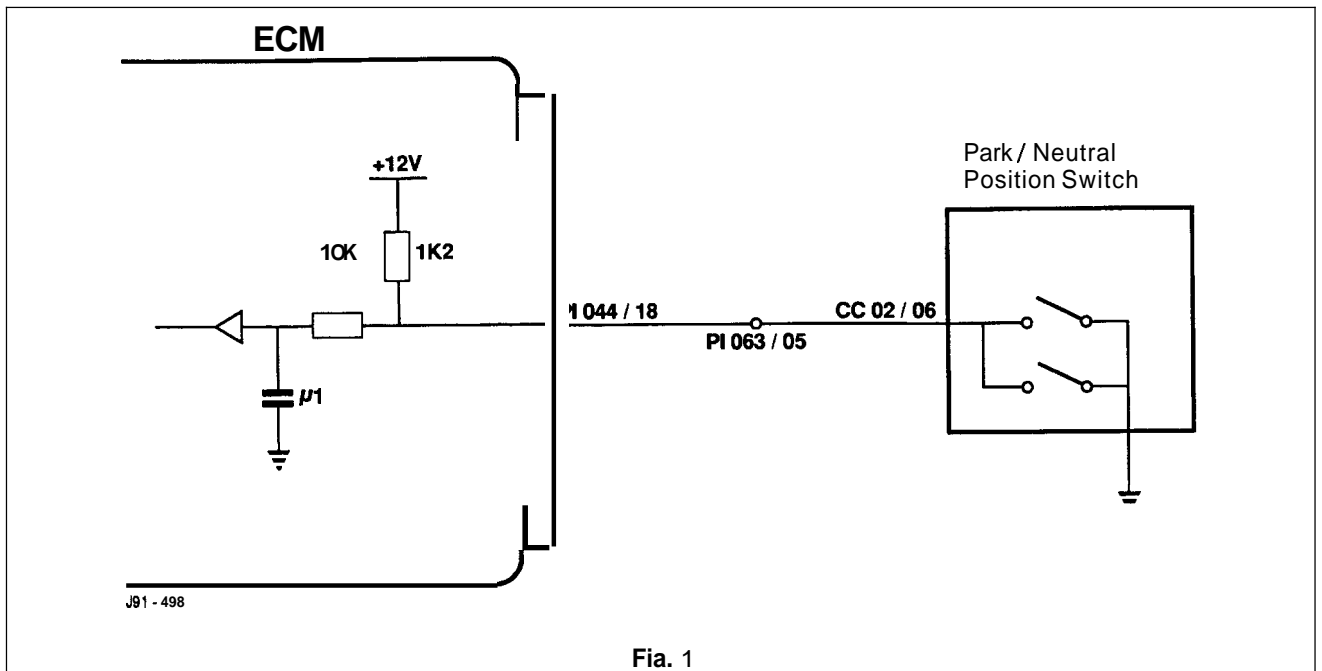 ECM
+12V
10K
1K2
Park / Neutral
Position Switch
PI 044 / 18
PI 063 / 05
CC 02 / 06
µ1
J91 - 498
Fia. 1